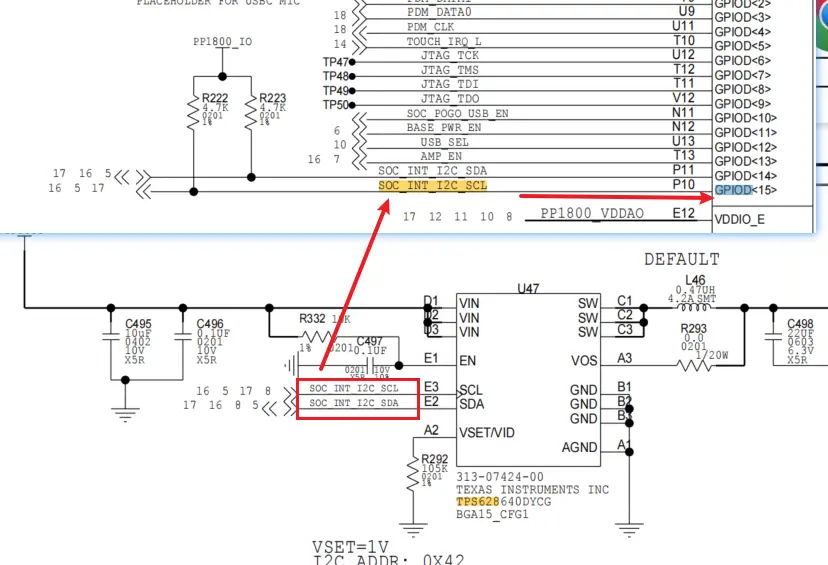 PLACEHOLDER FOR USBC MIC
PP1800_IO
R222
4.7K
0201
1%
R223
4.7K
0201
1%
17 16 5
16 5 17
GPIOD<2>
18 PDM_DATA0 U9 GPIOD<3>
18 PDM_CLK U11 GPIOD<4>
14 TOUCH_IRQ_L T10 GPIOD<5>
TP47 JTAG_TCK U12 GPIOD<6>
TP48 JTAG_TMS T12 GPIOD<7>
TP49 JTAG_TDI T11 GPIOD<8>
TP50 JTAG_TDO V12 GPIOD<9>
SOC_POGO_USB_EN N11 GPIOD<10>
6 BASE_PWR_EN N12 GPIOD<11>
10 USB_SEL U13 GPIOD<12>
16 7 AMP_EN T13 GPIOD<13>
SOC_INT_I2C_SDA P11 GPIOD<14>
SOC_INT_I2C_SCL P10 GPIOD<15>
17 12 11 10 8 PP1800_VDDAO E12 VDDIO_E
DEFAULT
C495
10uF
0402
10V
X5R
C496
0.1UF
0201
10V
X5R
R332 10K
1% 0201
C497
0.1UF
0201 10V
X5R 10%
16 5 17 8 SOC_INT_I2C_SCL
17 16 8 5 SOC_INT_I2C_SDA
U47
D1 VIN
D2 VIN
D3 VIN
E1 EN
E3 SCL
E2 SDA
A2 VSET/VID
SW C1
SW C2
SW C3
VOS A3
GND B1
GND B2
GND B3
AGND A1
R292
105K
0201
1%
L46
0.47UH
4.2A SMT
R293
0.0
0201
1/20W
C498
22UF
0603
6.3V
X5R
313-07424-00
TEXAS INSTRUMENTS INC
TPS628640DYCG
BGA15_CFG1
VSET=1V
I2C ADDR: 0X42